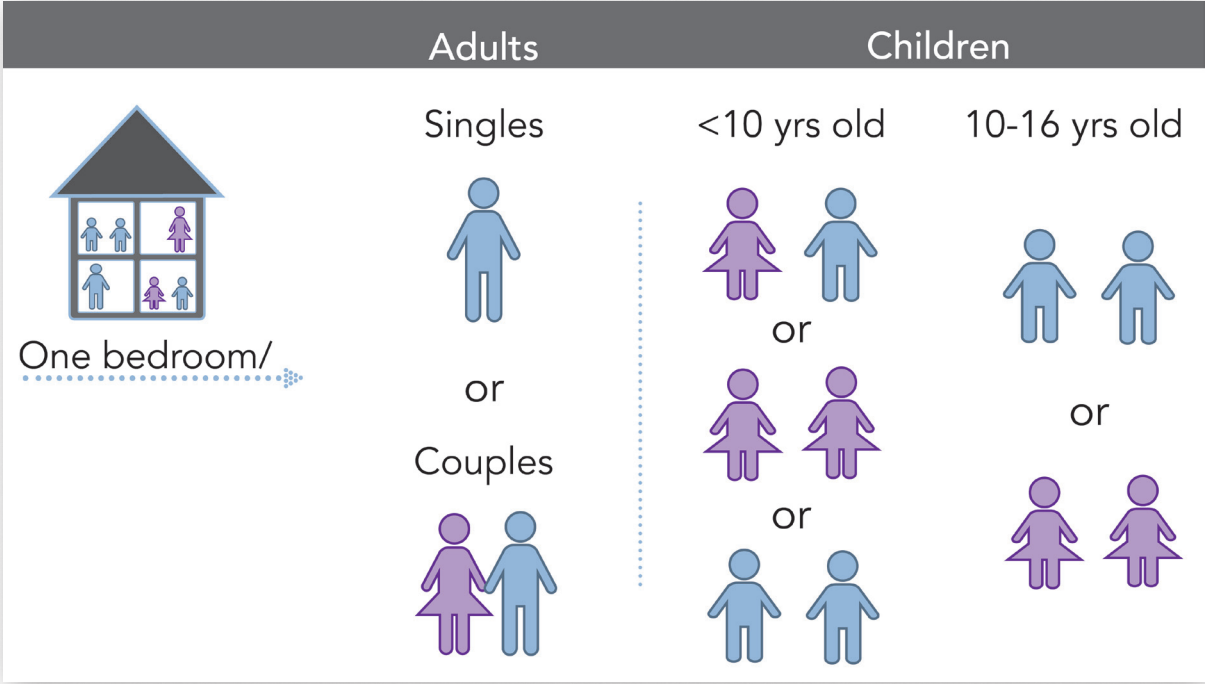 Adults
Children
One bedroom/
Singles
or
Couples
<10 yrs old
or
or
10-16 yrs old
or